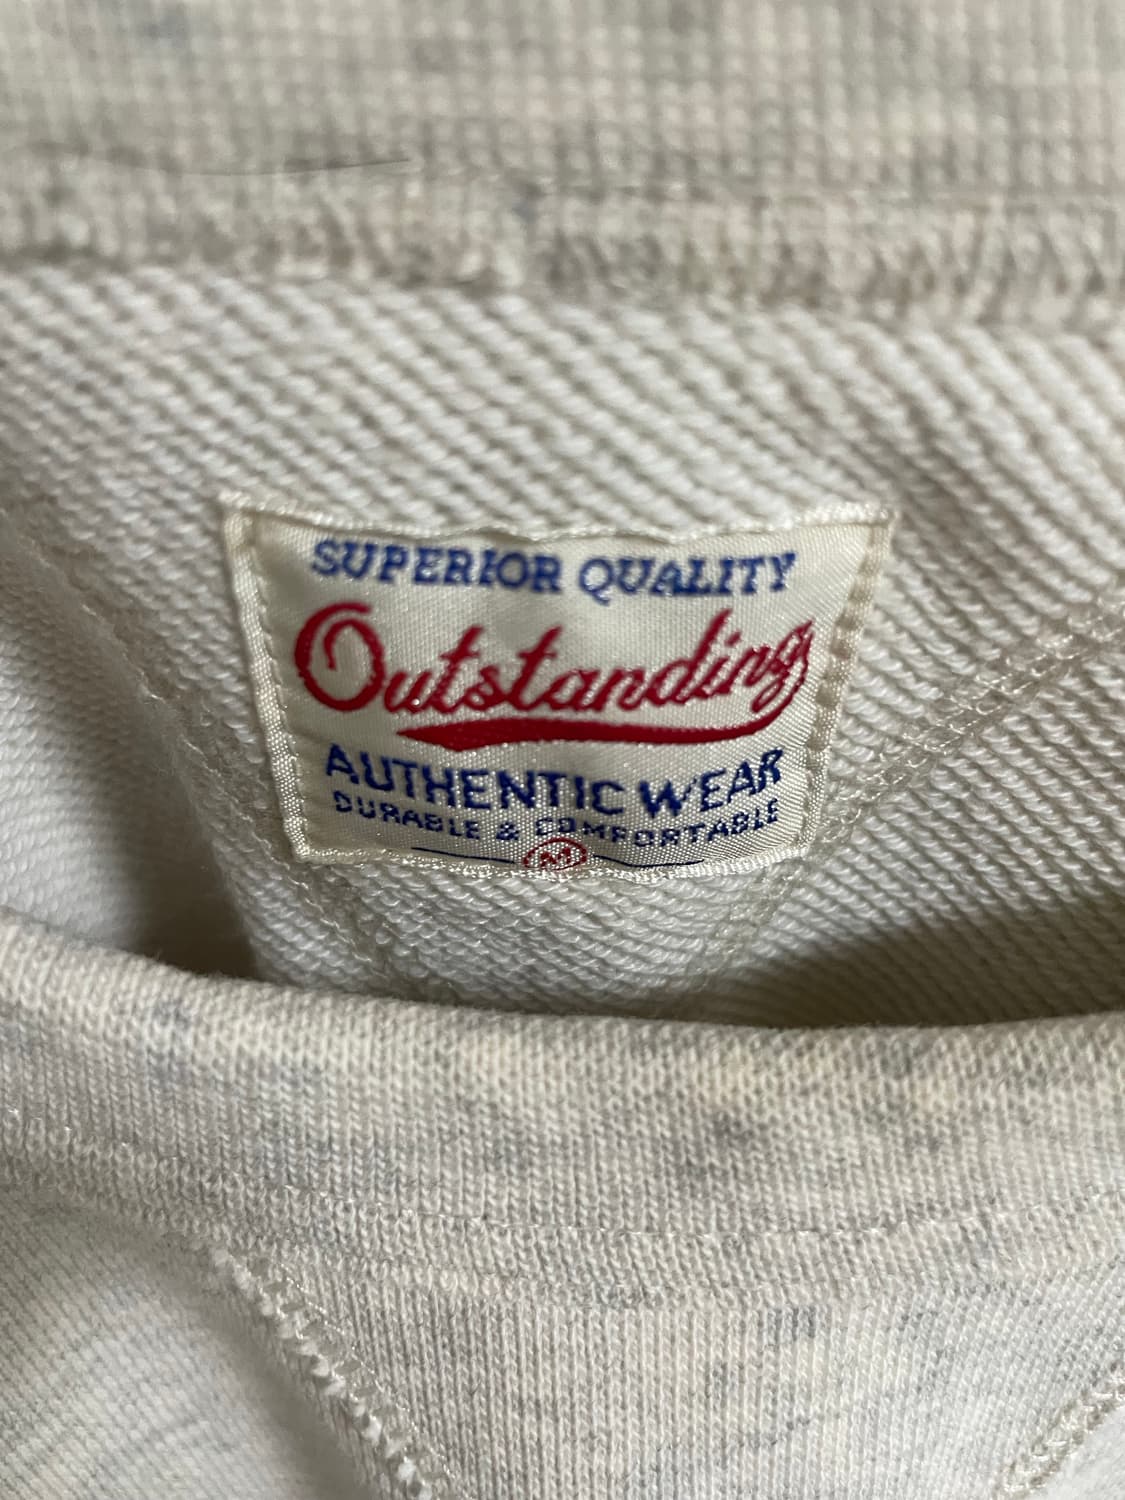 SUPERIOR QUALITY
Outstanding
AUTHENTIC WEAR
DURABLE & COMFORTABLE
M